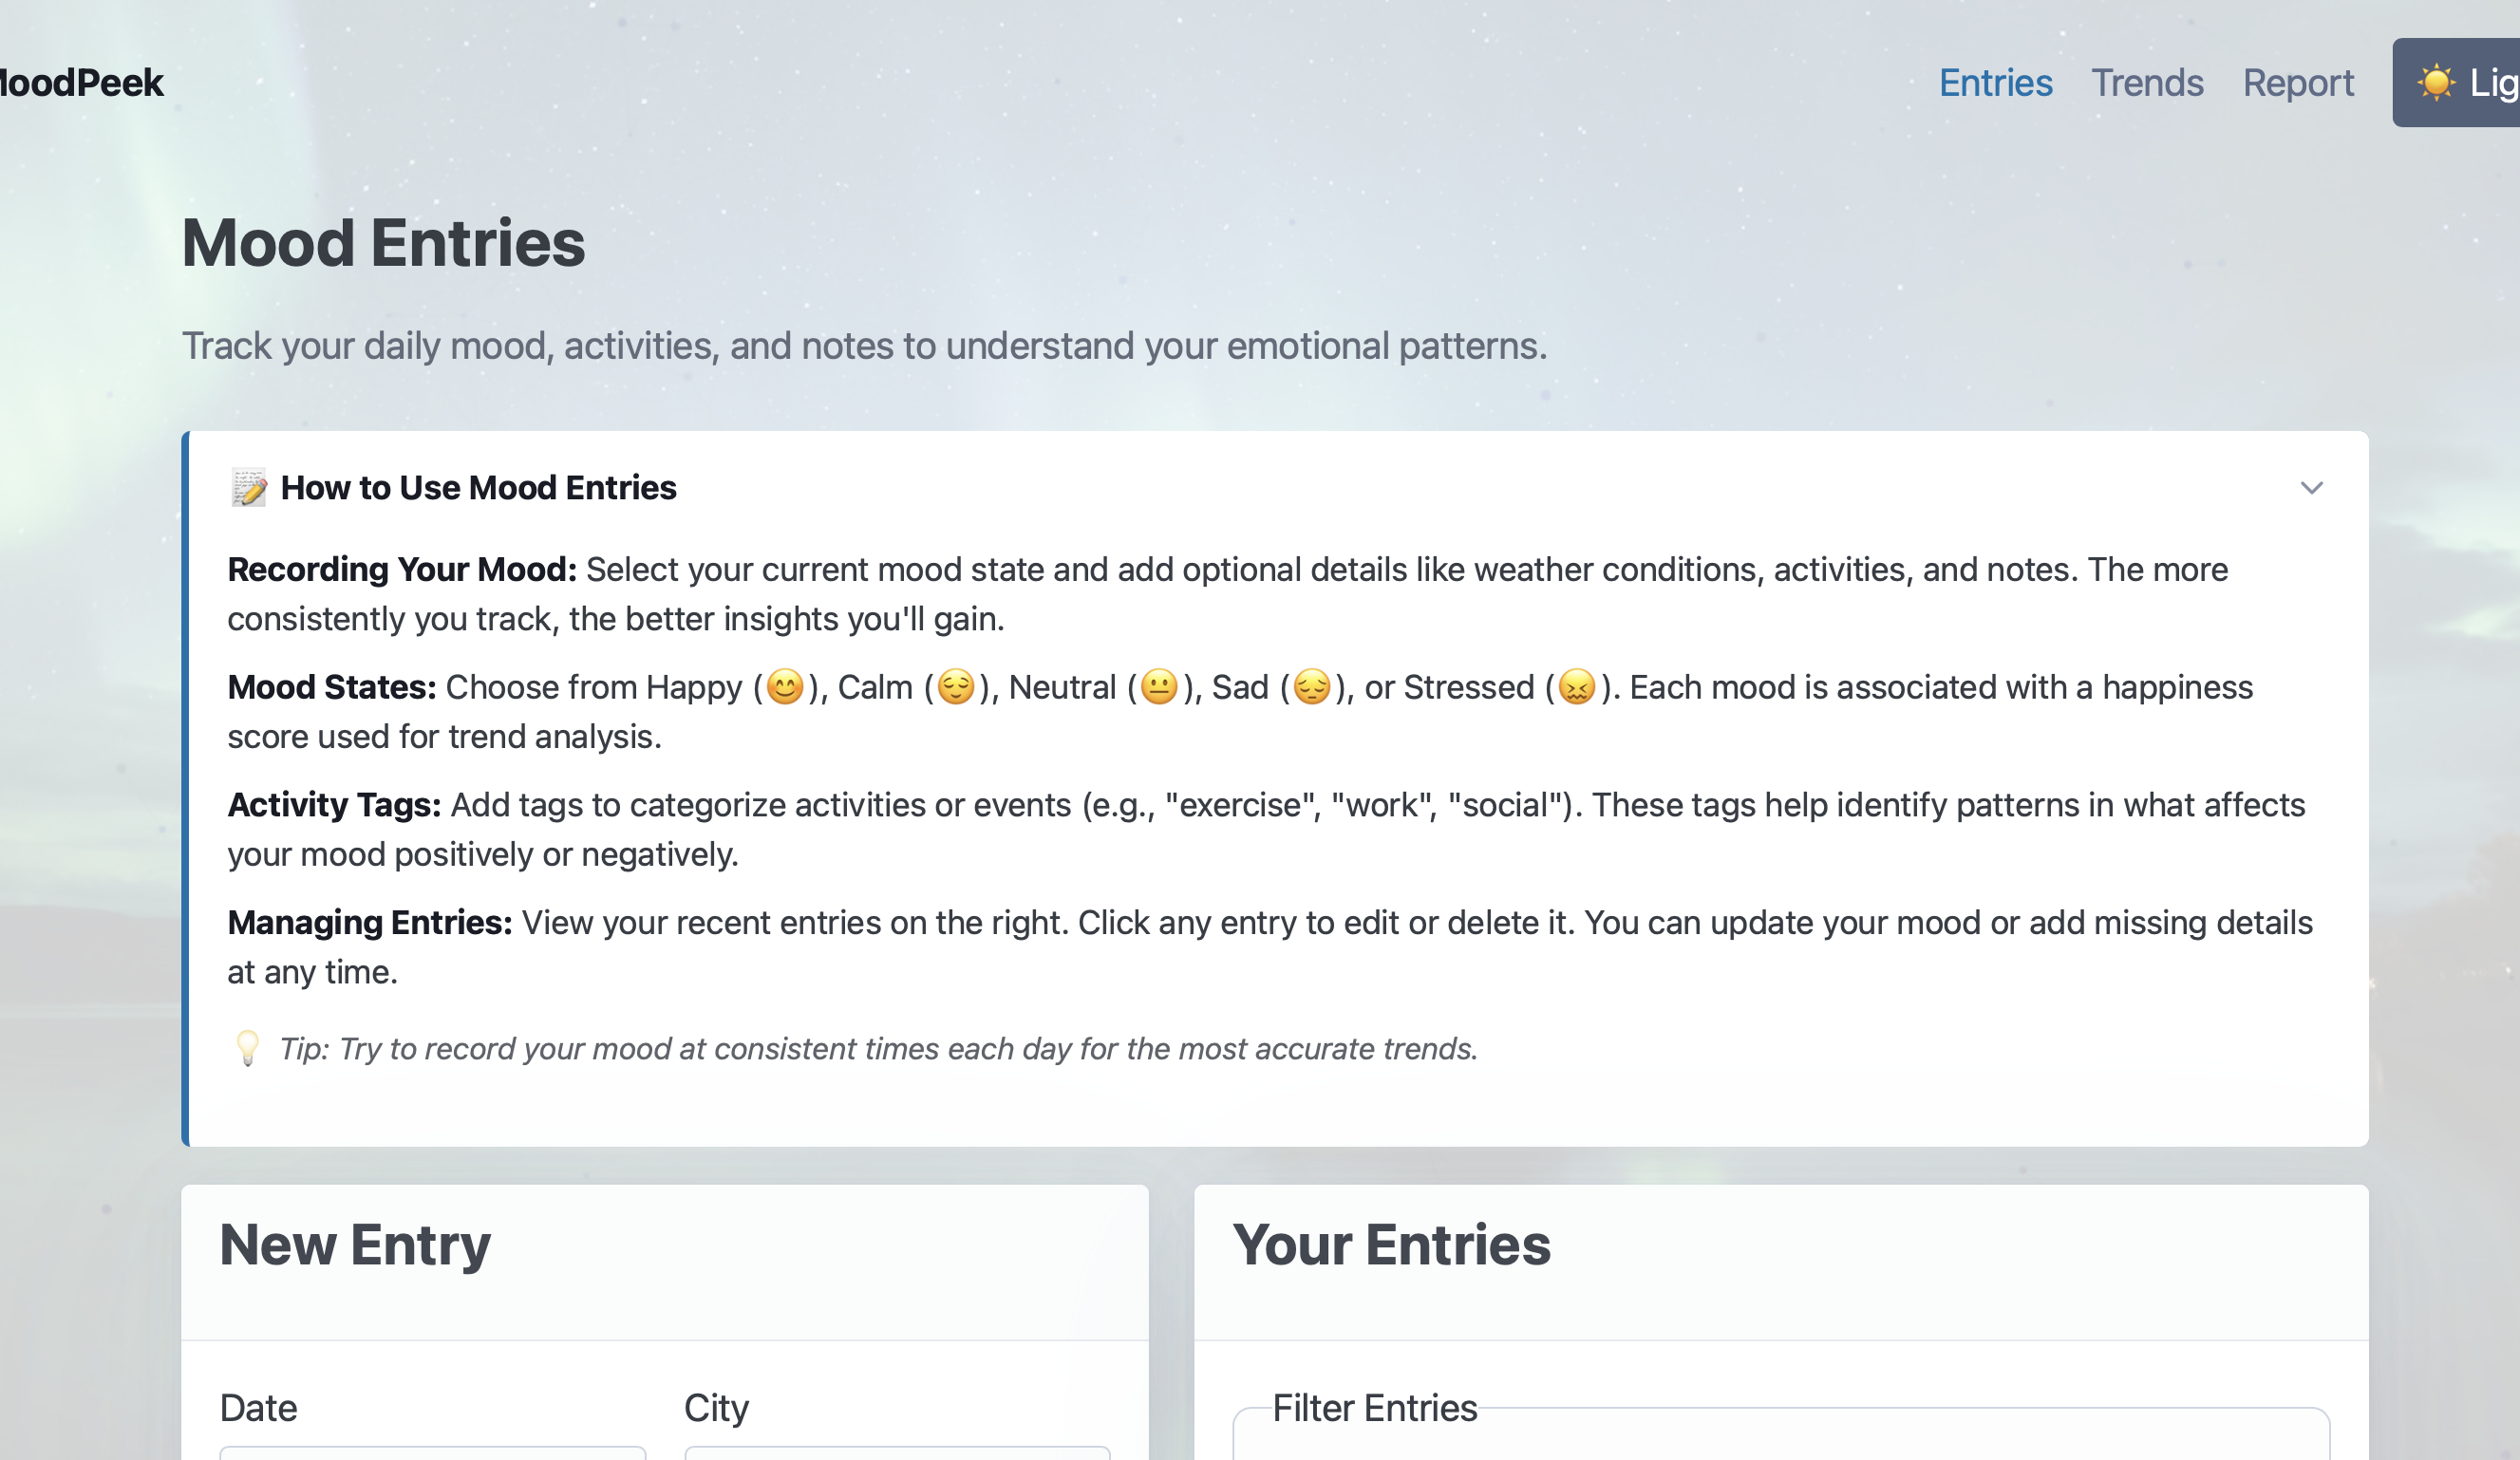 MoodPeek
Entries Trends Report ☀️ Lig
Mood Entries
Track your daily mood, activities, and notes to understand your emotional patterns.
📝 How to Use Mood Entries
Recording Your Mood: Select your current mood state and add optional details like weather conditions, activities, and notes. The more
consistently you track, the better insights you'll gain.
Mood States: Choose from Happy (😊), Calm (😌), Neutral (😐), Sad (😔), or Stressed (😖). Each mood is associated with a happiness
score used for trend analysis.
Activity Tags: Add tags to categorize activities or events (e.g., "exercise", "work", "social"). These tags help identify patterns in what affects
your mood positively or negatively.
Managing Entries: View your recent entries on the right. Click any entry to edit or delete it. You can update your mood or add missing details
at any time.
💡 Tip: Try to record your mood at consistent times each day for the most accurate trends.
New Entry
Date
City
Your Entries
Filter Entries